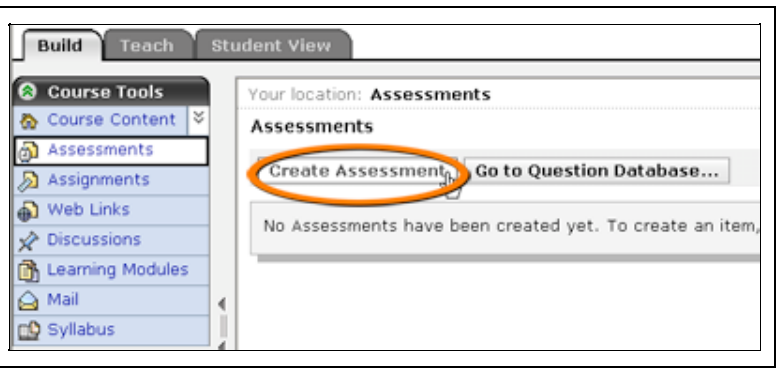 Build Teach Student View
Course Tools
Course Content
Assessments
Assignments
Web Links
Discussions
Learning Modules
Mail
Syllabus
Your location: Assessments
Assessments
Create Assessment Go to Question Database...
No Assessments have been created yet. To create an item,